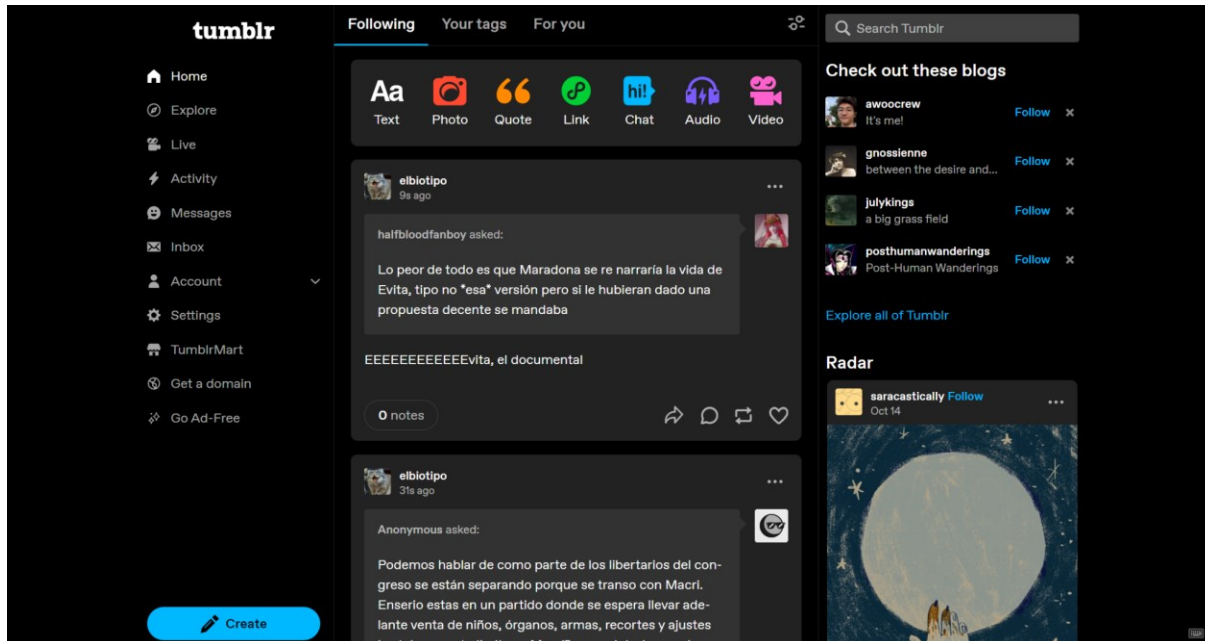 tumblr
Home
Explore
Live
Activity
Messages
Inbox
Account
Settings
TumblrMart
Get a domain
Go Ad-Free
Create
Following
Your tags
For you
Aa
Text
Photo
Quote
Link
hi!
Chat
Audio
Video
elbiotipo
9s ago
halfbloodfanboy asked:
Lo peor de todo es que Maradona se re narraría la vida de
Evita, tipo no *esa* versión pero si le hubieran dado una
propuesta decente se mandaba
EEEEEEEEEEEEvita, el documental
0 notes
elbiotipo
31s ago
Anonymous asked:
Podemos hablar de como parte de los libertarios del con-
greso se están separando porque se transo con Macri.
Enserio estas en un partido donde se espera llevar ade-
lante venta de niños, órganos, armas, recortes y ajustes
Search Tumblr
Check out these blogs
awoocrew
It's me!
Follow
gnossienne
between the desire and...
Follow
julykings
a big grass field
Follow
posthumanwanderings
Post-Human Wanderings
Follow
Explore all of Tumblr
Radar
saracastically Follow
Oct 14